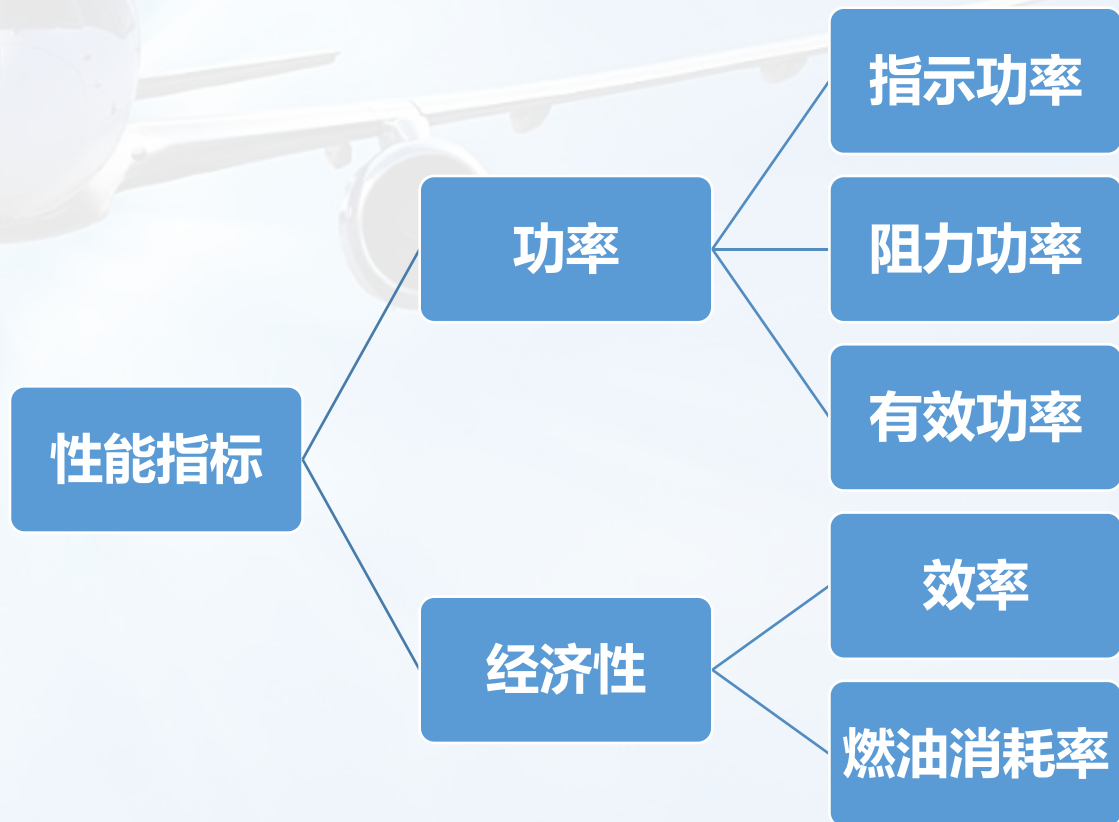 性能指标
功率
指示功率
阻力功率
有效功率
经济性
效率
燃油消耗率